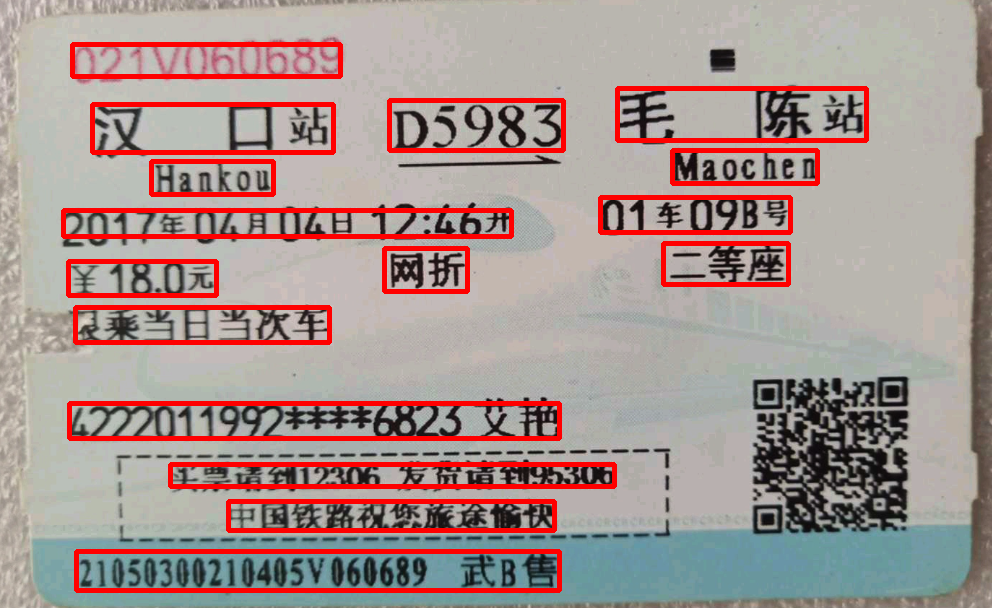 021V060689
汉口站 D5983 毛陈站
Hankou Maochen
2017年04月04日12:46开 01车09B号
¥18.0元 网折 二等座
限乘当日当次车
4222011992****6823 艾艳
买票请到12306 发货请到95306
中国铁路祝您旅途愉快
21050300210405V060689 武B售